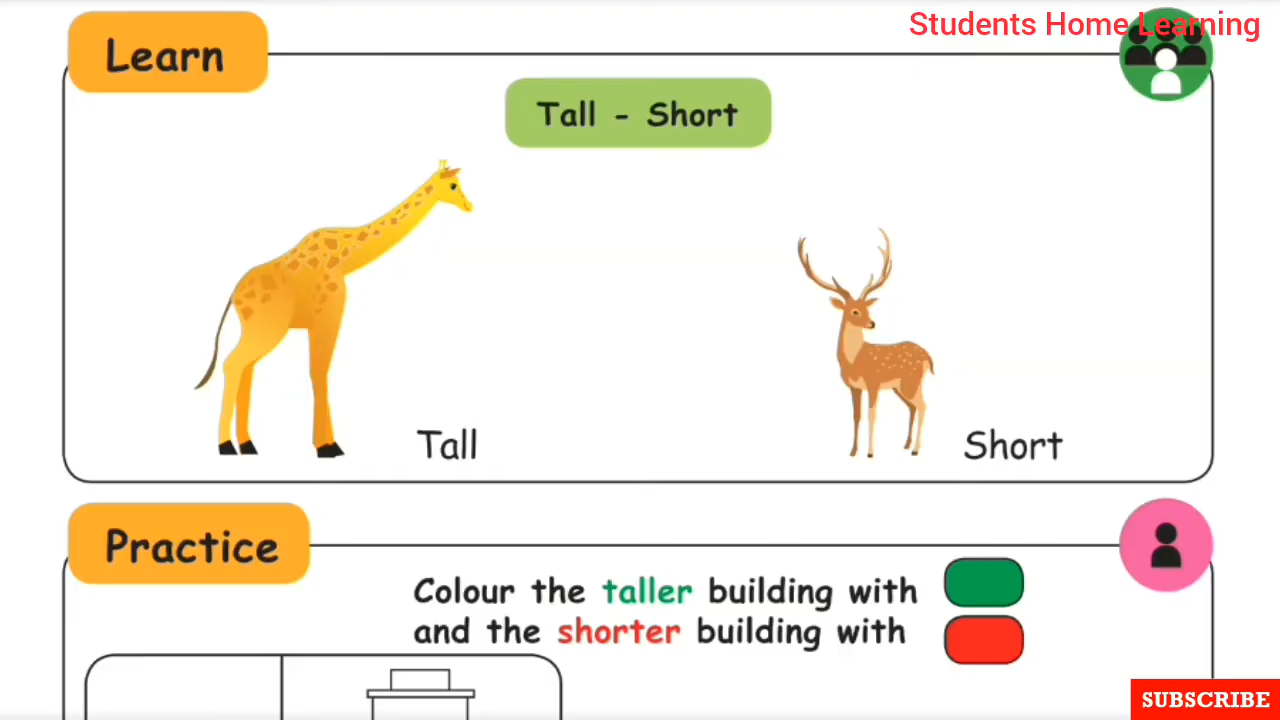 Students Home Learning
Learn
Tall - Short
Tall
Short
Practice
Colour the taller building with
and the shorter building with
SUBSCRIBE